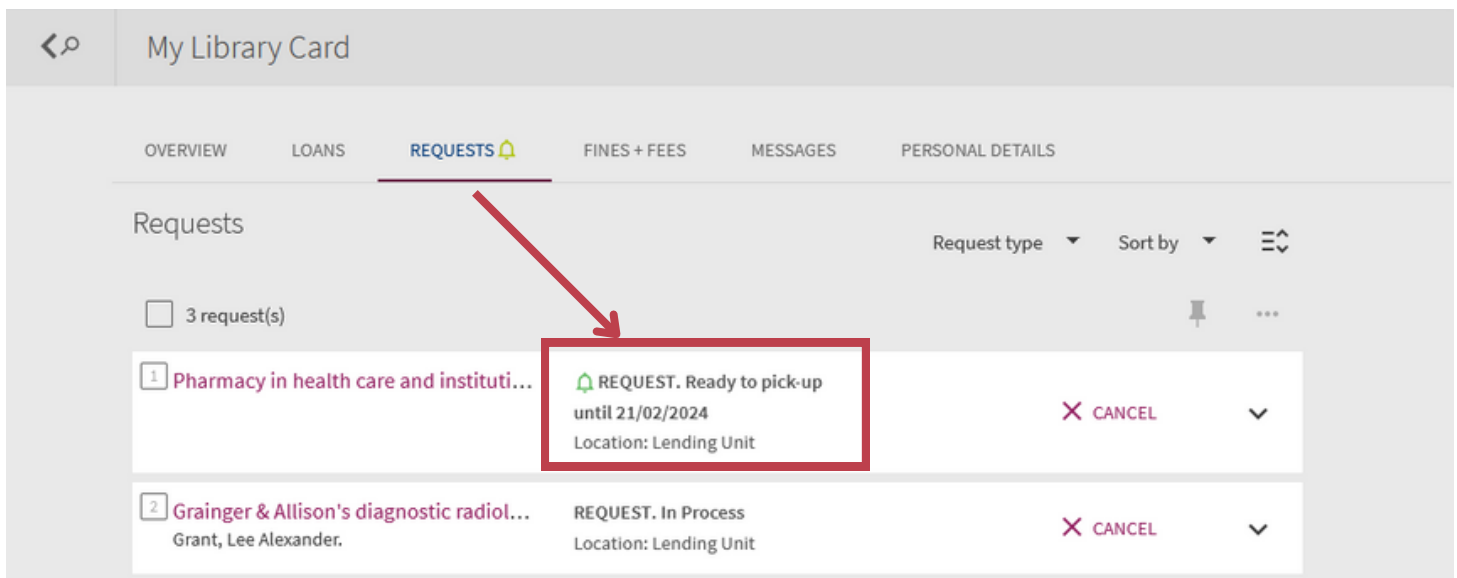 My Library Card
OVERVIEW LOANS REQUESTS FINES + FEES MESSAGES PERSONAL DETAILS
Requests
Request type Sort by
3 request(s)
1 Pharmacy in health care and instituti...
REQUEST. Ready to pick-up
until 21/02/2024
Location: Lending Unit
CANCEL
2 Grainger & Allison's diagnostic radiol...
Grant, Lee Alexander.
REQUEST. In Process
Location: Lending Unit
CANCEL